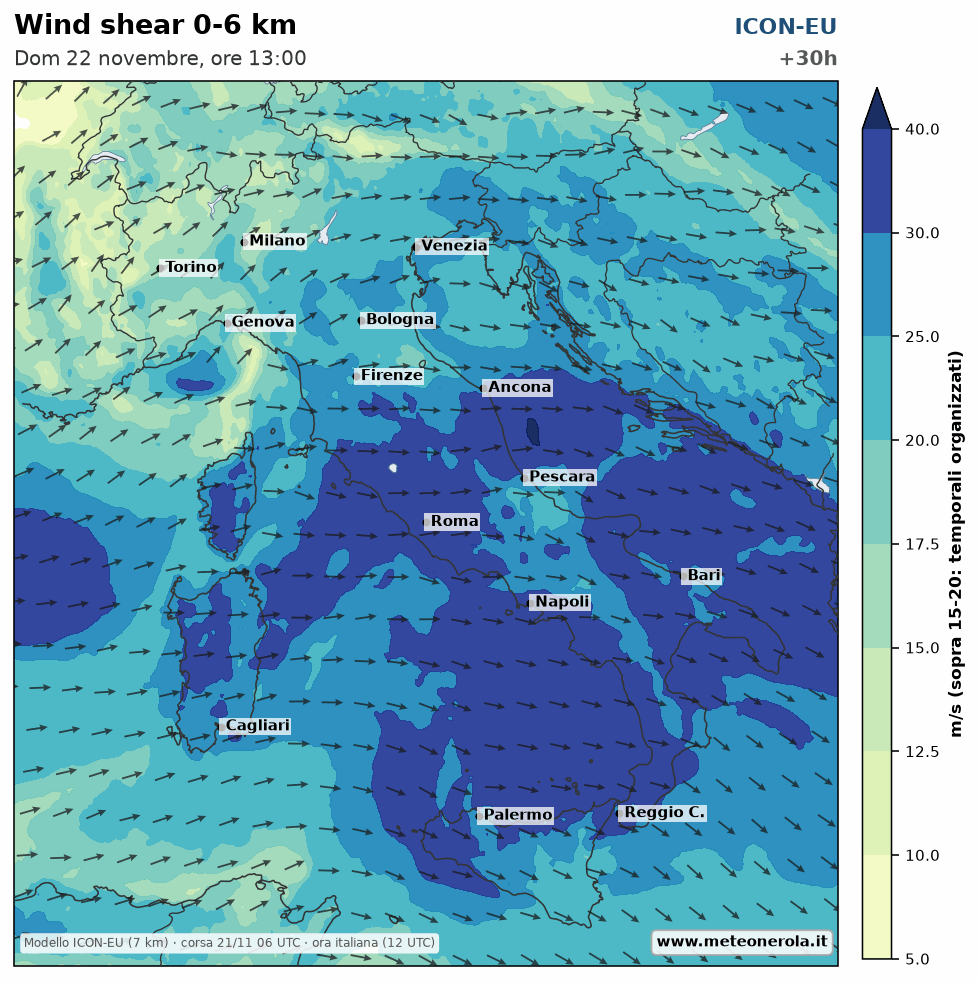 Wind shear 0-6 km
ICON-EU
Dom 22 novembre, ore 13:00
+30h
40.0
30.0
25.0
20.0
17.5
15.0
12.5
10.0
5.0
m/s (sopra 15-20: temporali organizzati)
Milano
Venezia
Torino
Genova
Bologna
Firenze
Ancona
Pescara
Roma
Bari
Napoli
Cagliari
Palermo
Reggio C.
Modello ICON-EU (7 km) · corsa 21/11 06 UTC · ora italiana (12 UTC)
www.meteonerola.it